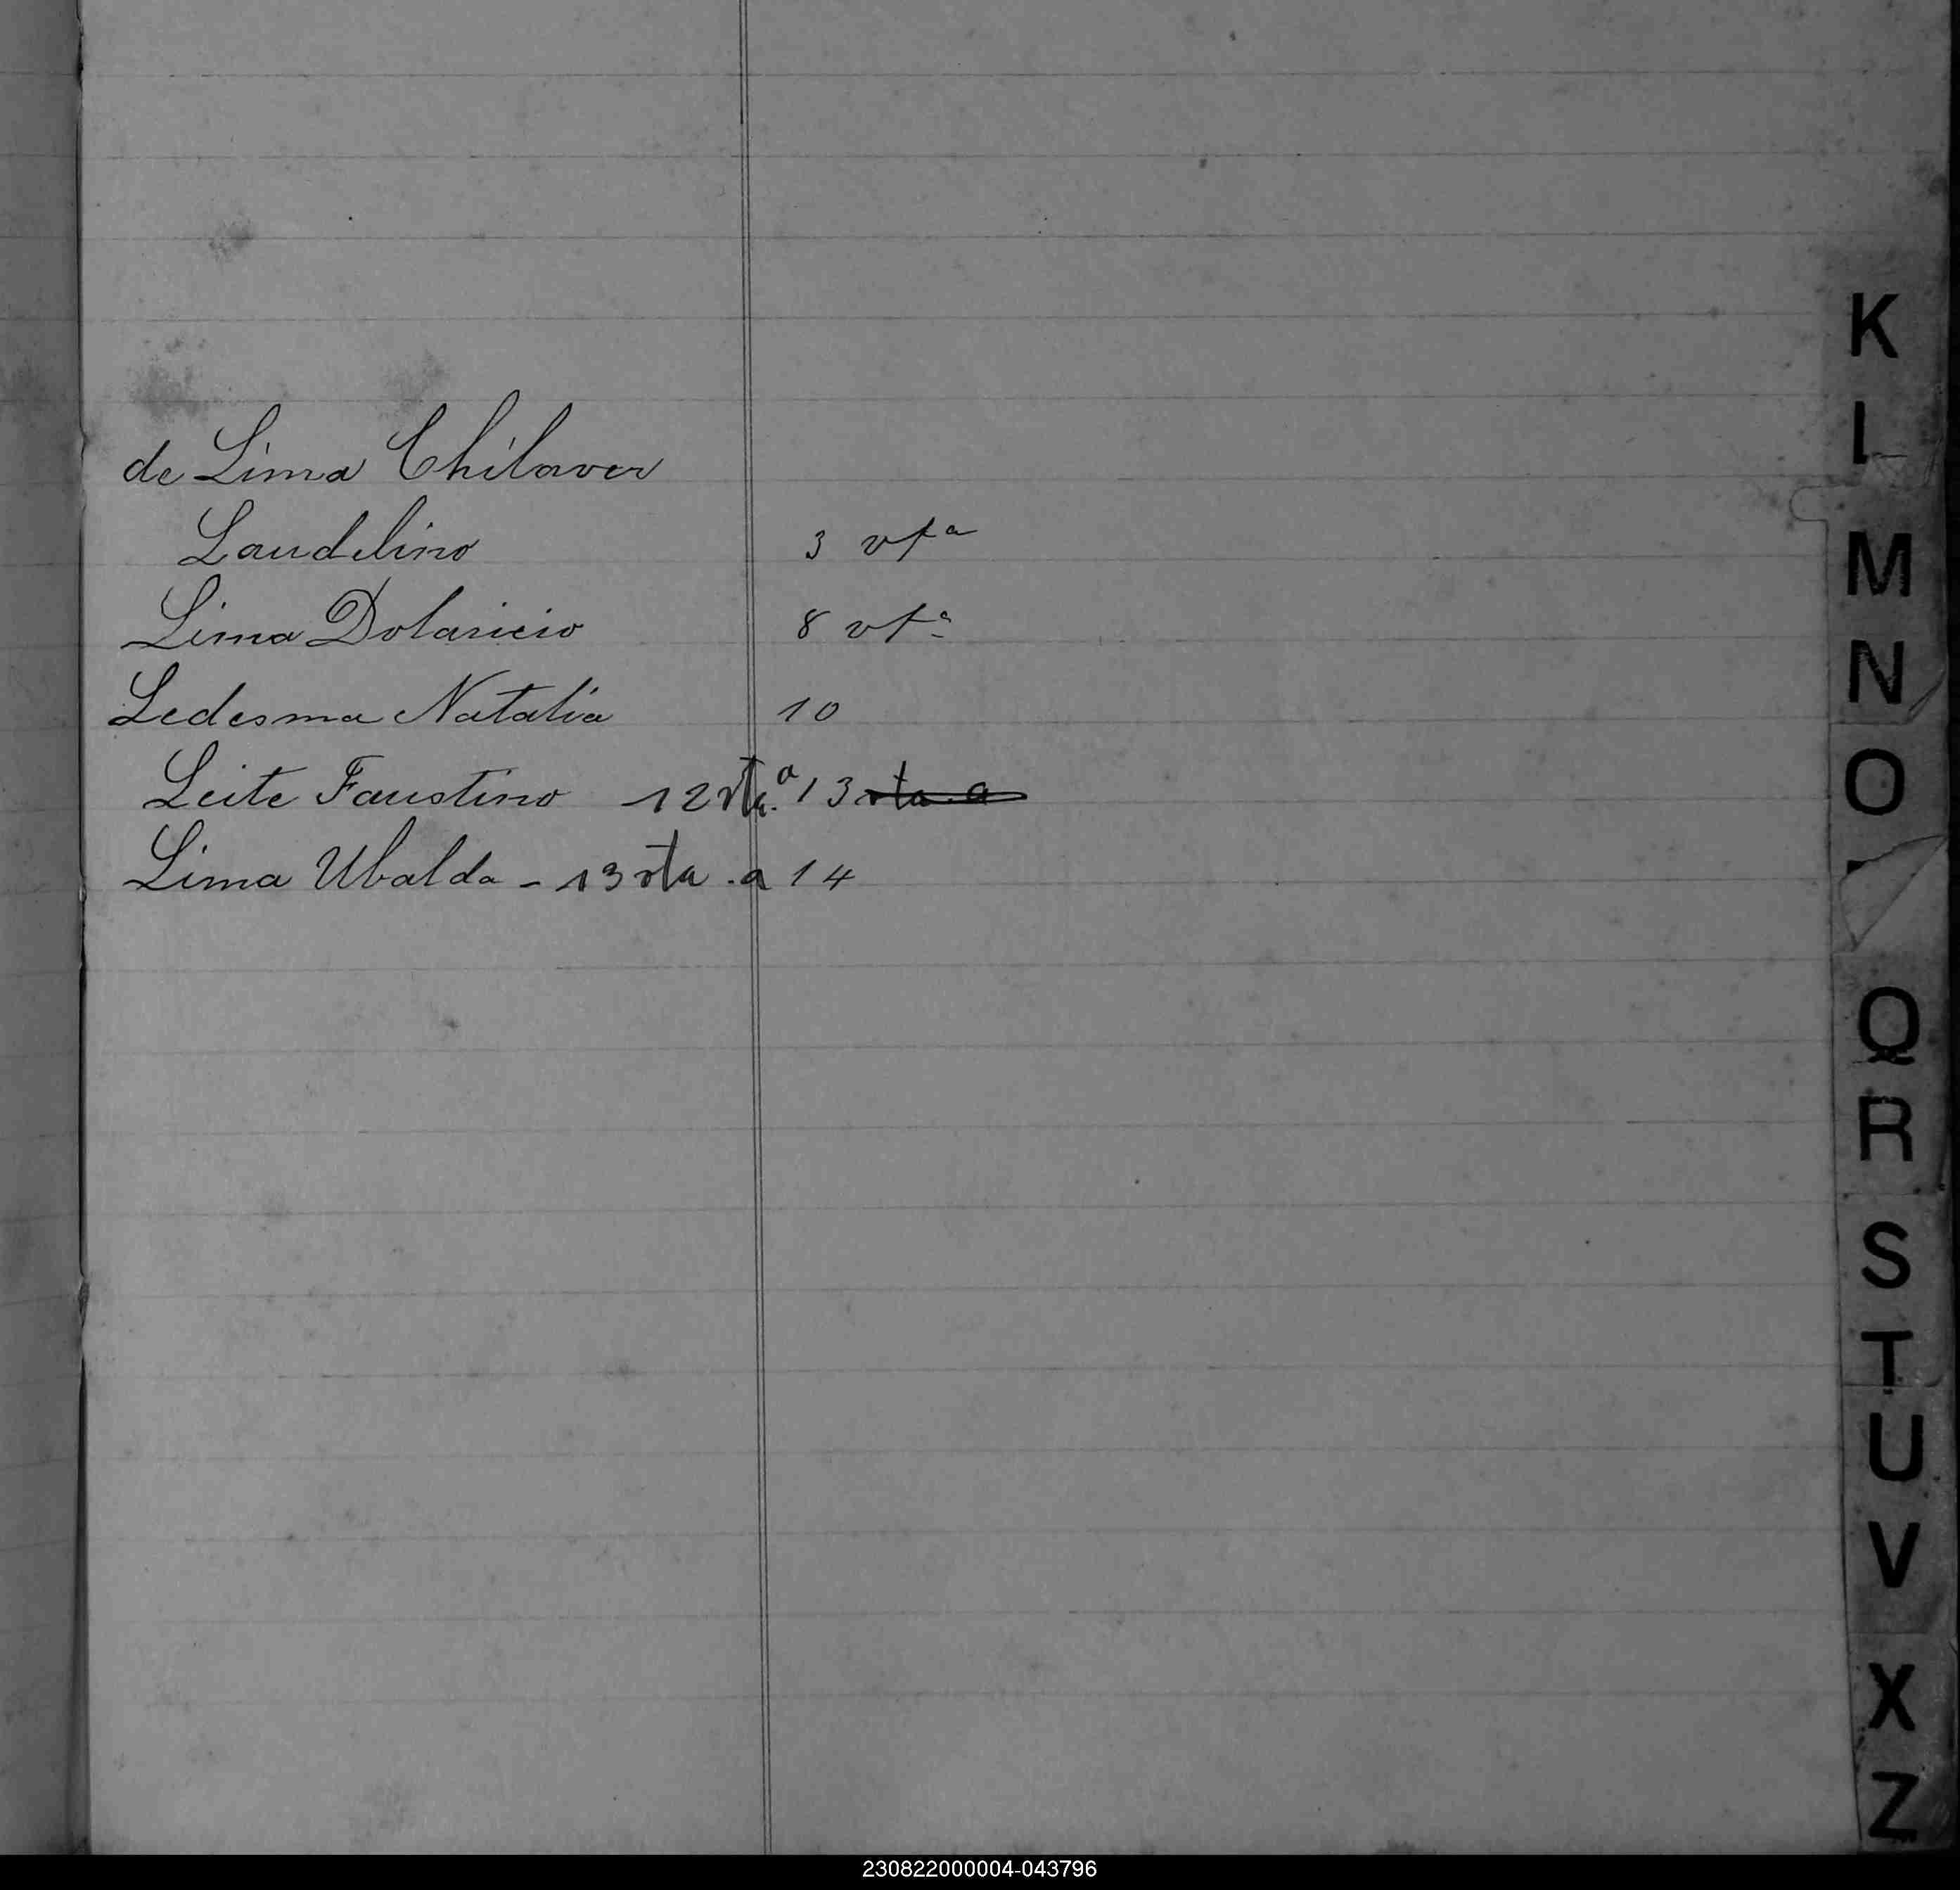 de Lima Chilaver
Laudelino 3 vtª
Lima Dolaricio 8 vtª
Ledesma Natalia 10
Leite Faustino 12 vta. a 13 vta. a
Lima Ubalda - 13 vta . a 14
K
L
M
N
O
Q
R
S
T
U
V
X
Z
230822000004-043796